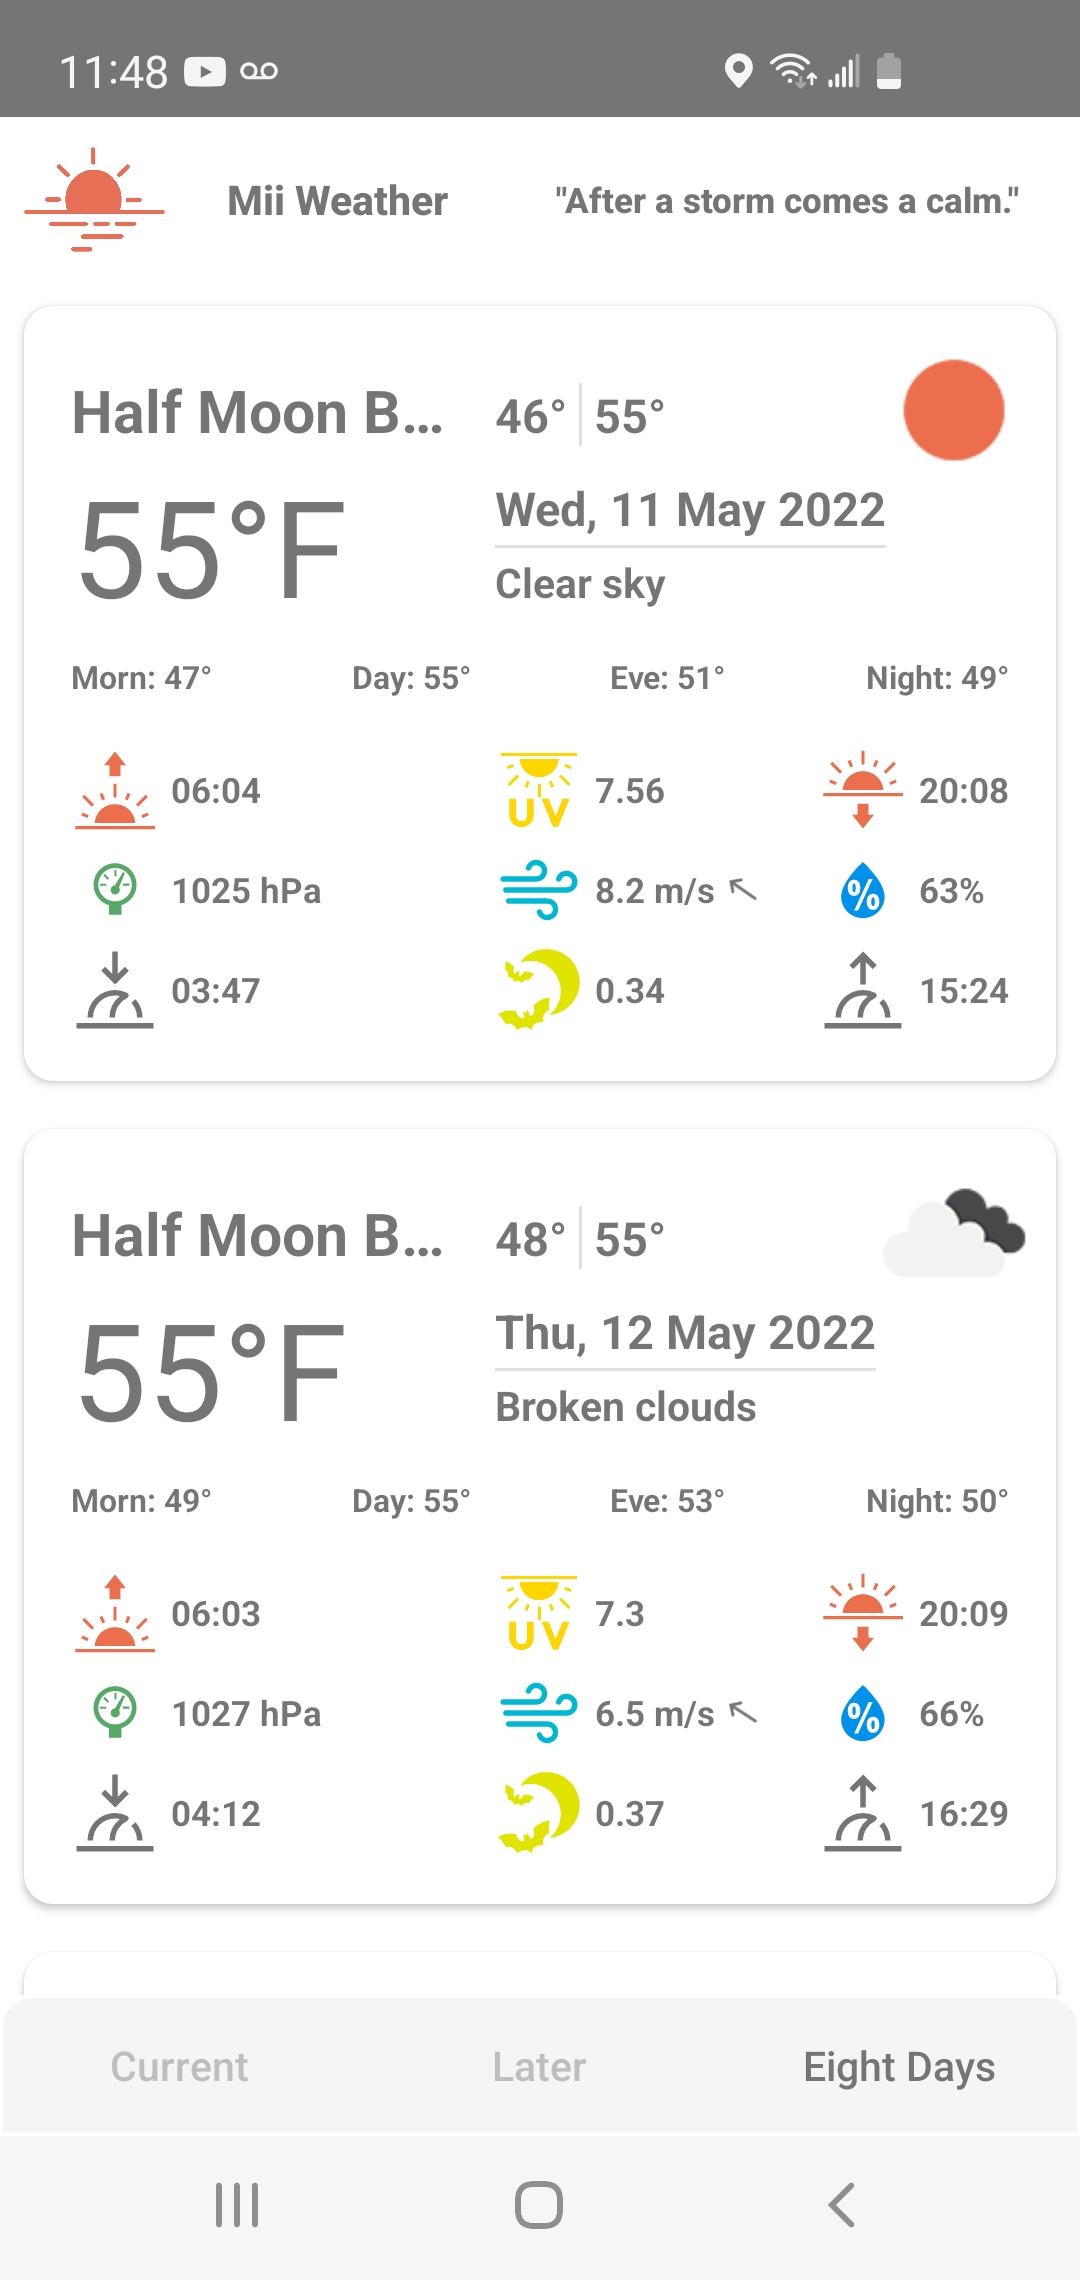 11:48
Mii Weather "After a storm comes a calm."
Half Moon B... 46° 55°
55°F Wed, 11 May 2022
Clear sky
Morn: 47° Day: 55° Eve: 51° Night: 49°
06:04 UV 7.56 20:08
1025 hPa 8.2 m/s % 63%
03:47 0.34 15:24
Half Moon B... 48° 55°
55°F Thu, 12 May 2022
Broken clouds
Morn: 49° Day: 55° Eve: 53° Night: 50°
06:03 UV 7.3 20:09
1027 hPa 6.5 m/s % 66%
04:12 0.37 16:29
Current Later Eight Days